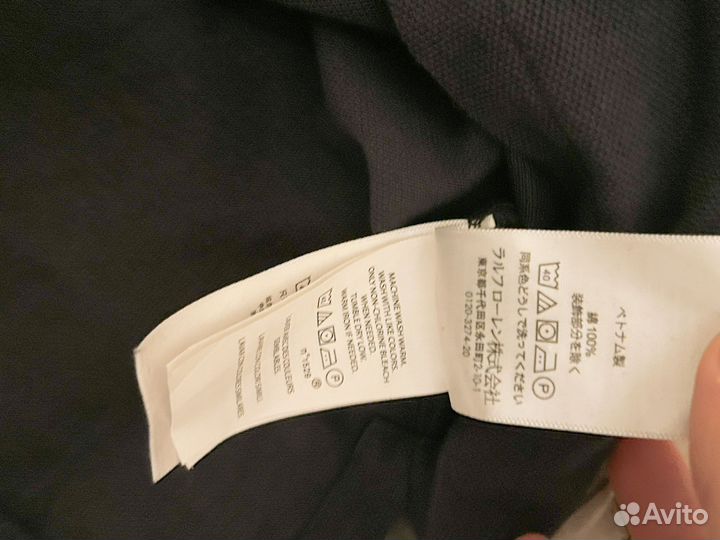 ベトナム製
綿 100%
装飾部分を除く
40
P
同系色どうしで洗ってください
ラルフローレン株式会社
東京都千代田区永田町2-10-1
0120-3274-20
MACHINE WASH WARM.
WASH WITH LIKE COLORS.
ONLY NON-CHLORINE BLEACH
WHEN NEEDED.
TUMBLE DRY LOW.
WARM IRON IF NEEDED.
P
COULEURS
SIMILAIRES
Avito